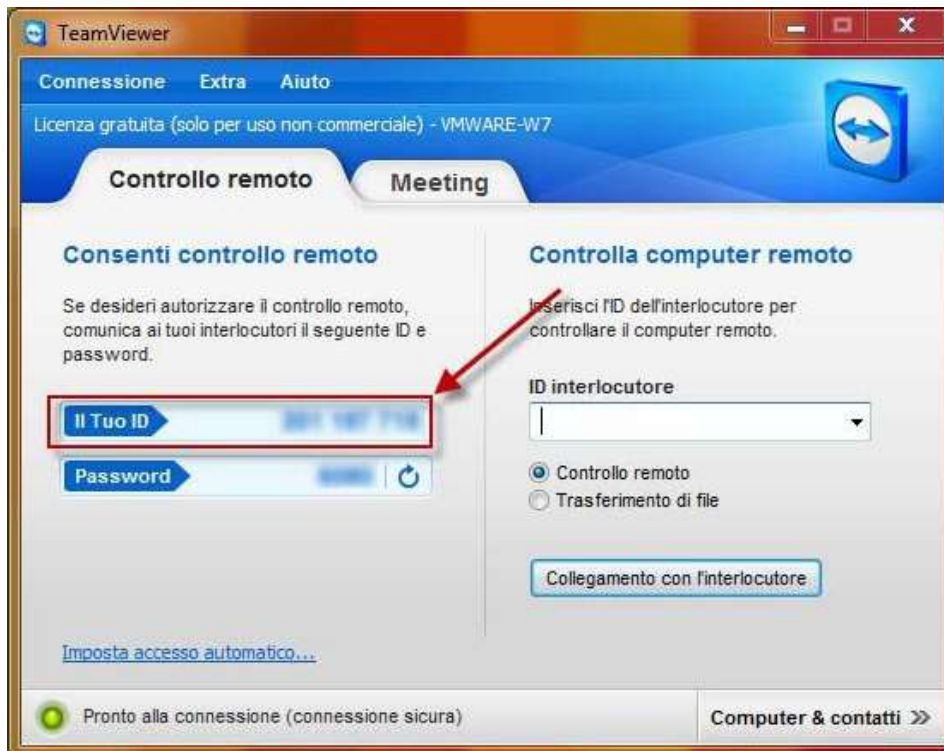 TeamViewer
Connessione Extra Aiuto
Licenza gratuita (solo per uso non commerciale) - VMWARE-W7
Controllo remoto
Meeting
Consenti controllo remoto
Se desideri autorizzare il controllo remoto,
comunica ai tuoi interlocutori il seguente ID e
password.
Il Tuo ID
Password
Imposta accesso automatico...
Controlla computer remoto
Inserisci l'ID dell'interlocutore per
controllare il computer remoto.
ID interlocutore
Controllo remoto
Trasferimento di file
Collegamento con l'interlocutore
Pronto alla connessione (connessione sicura)
Computer & contatti >>